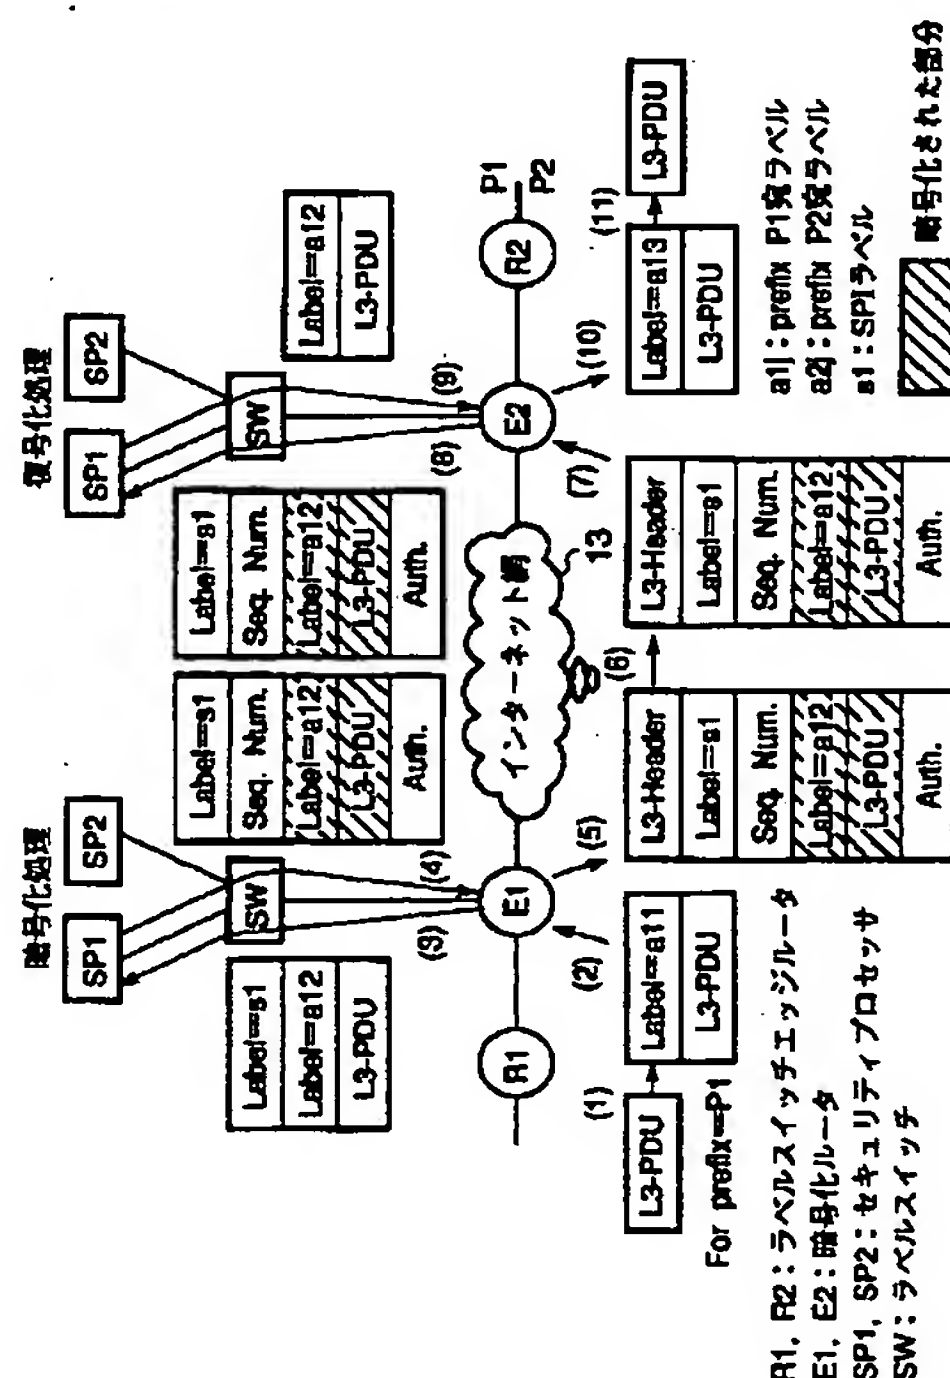 暗号化処理
復号化処理
SP1
SP2
SP1
SP2
SW
SW
Label=s1
Label=a12
L3-PDU
Label=s1
Seq. Num.
Label=a12
L3-PDU
Auth.
Label=s1
Seq. Num.
Label=a12
L3-PDU
Auth.
Label=a12
L3-PDU
(3)
(4)
(8)
(9)
R1
E1
インターネット網
13
E2
R2
P1
P2
(1)
(2)
(5)
(6)
(7)
(10)
(11)
L3-PDU
Label=a11
L3-PDU
L3-Header
Label=s1
Seq. Num.
Label=a12
L3-PDU
Auth.
L3-Header
Label=s1
Seq. Num.
Label=a12
L3-PDU
Auth.
Label=a13
L3-PDU
L3-PDU
For prefix=P1
R1, R2：ラベルスイッチエッジルータ
E1, E2：暗号化ルータ
SP1, SP2：セキュリティプロセッサ
SW：ラベルスイッチ
a1j：prefix P1宛ラベル
a2j：prefix P2宛ラベル
s1：SPIラベル
暗号化された部分